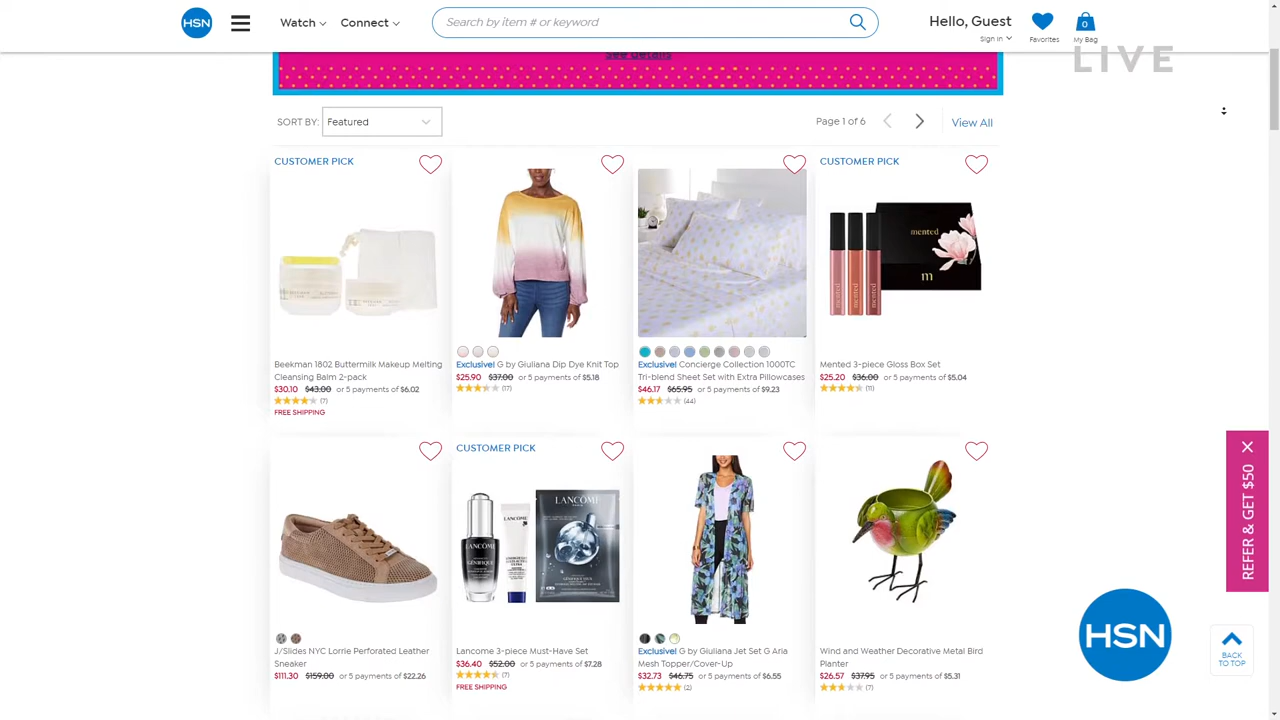 HSN
Watch
Connect
Search by item # or keyword
Hello, Guest
Sign In
Favorites
0
My Bag
LIVE
See details
SORT BY: Featured
Page 1 of 6
View All
CUSTOMER PICK
CUSTOMER PICK
mented
m
mented
mented
mented
Beekman 1802 Buttermilk Makeup Melting
Cleansing Balm 2-pack
$30.10 $43.00 or 5 payments of $6.02
(7)
FREE SHIPPING
Exclusive! G by Giuliana Dip Dye Knit Top
$25.90 $37.00 or 5 payments of $5.18
(17)
Exclusive! Concierge Collection 1000TC
Tri-blend Sheet Set with Extra Pillowcases
$46.17 $65.95 or 5 payments of $9.23
(44)
Mented 3-piece Gloss Box Set
$25.20 $36.00 or 5 payments of $5.04
(11)
CUSTOMER PICK
LANCÔME
LANCÔME
GÉNIFIQUE
J/Slides NYC Lorrie Perforated Leather
Sneaker
$111.30 $159.00 or 5 payments of $22.26
Lancome 3-piece Must-Have Set
$36.40 $52.00 or 5 payments of $7.28
(7)
FREE SHIPPING
Exclusive! G by Giuliana Jet Set G Aria
Mesh Topper/Cover-Up
$32.73 $46.75 or 5 payments of $6.55
(2)
Wind and Weather Decorative Metal Bird
Planter
$26.57 $37.95 or 5 payments of $5.31
(7)
REFER & GET $50
HSN
BACK
TO TOP